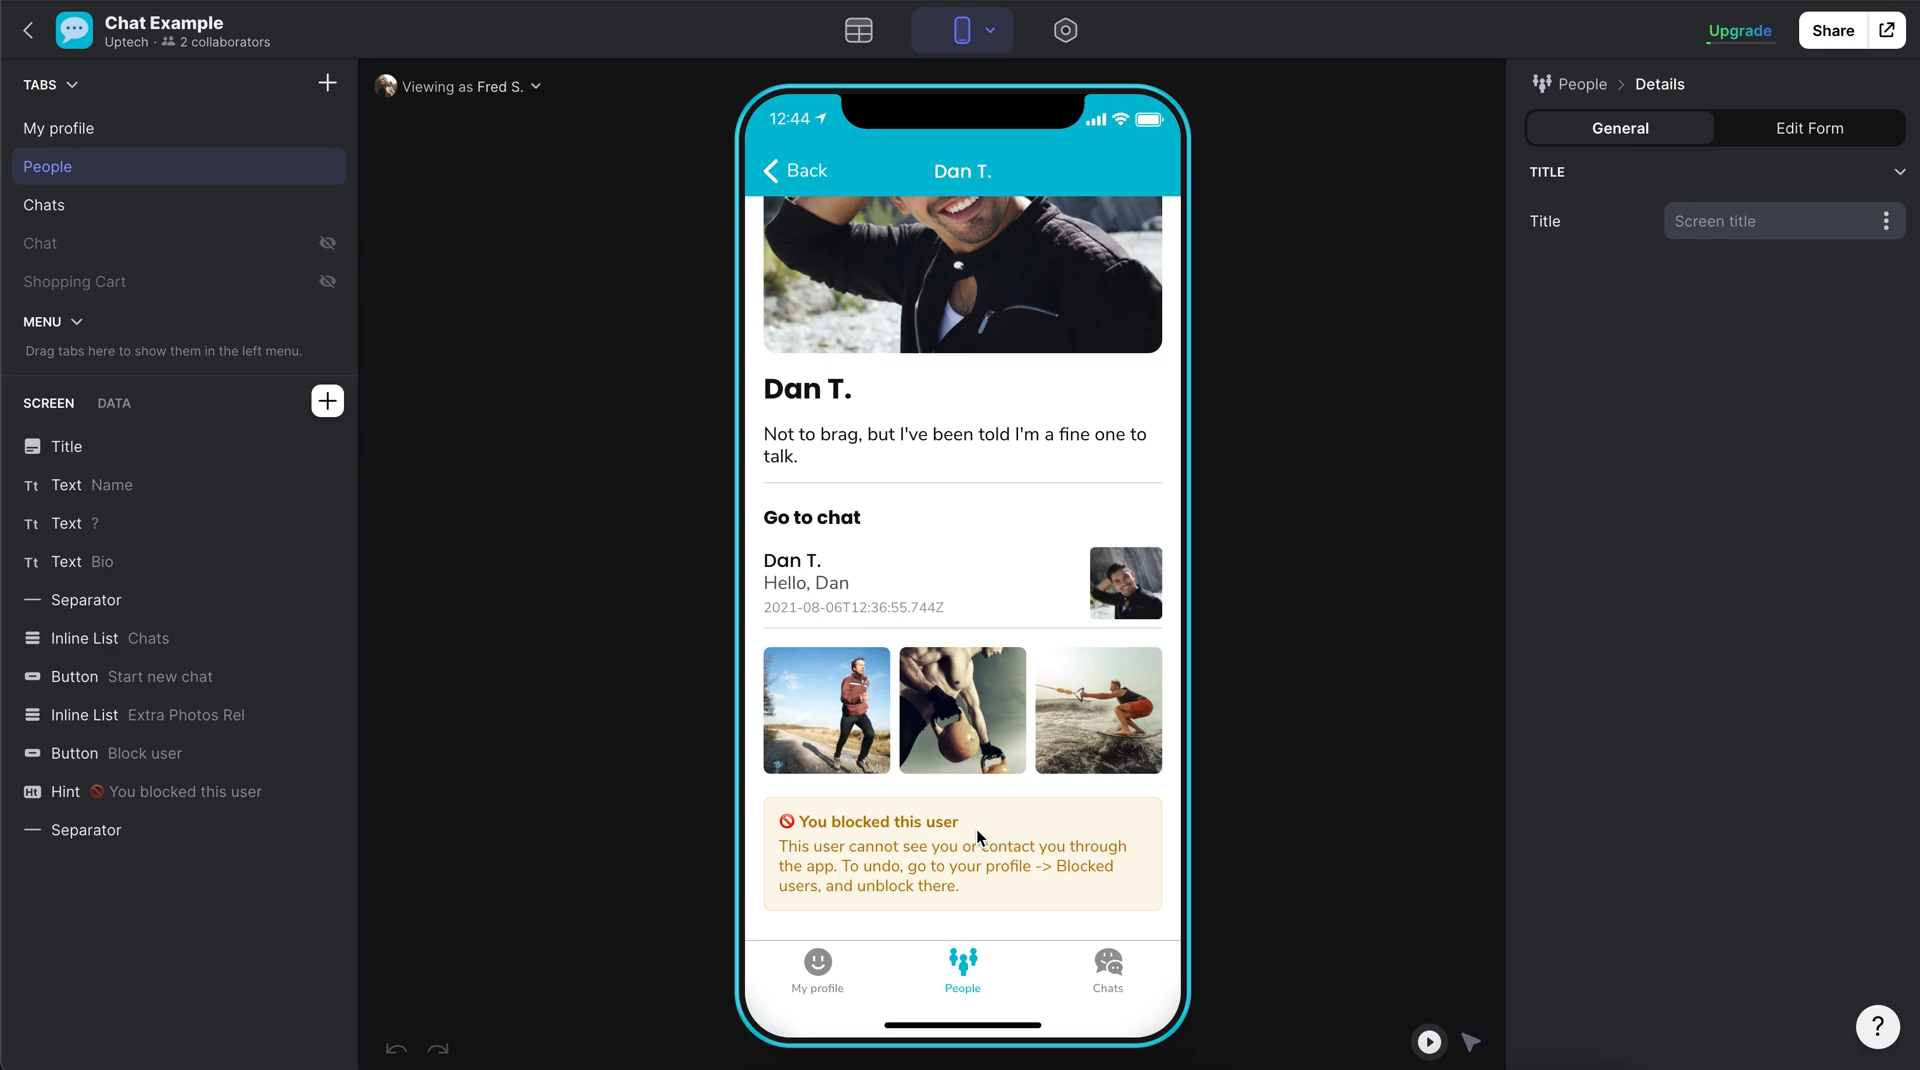 Chat Example
Uptech · 2 collaborators
Upgrade
Share
TABS
My profile
People
Chats
Chat
Shopping Cart
MENU
Drag tabs here to show them in the left menu.
SCREEN DATA
Title
Tt Text Name
Tt Text ?
Tt Text Bio
Separator
Inline List Chats
Button Start new chat
Inline List Extra Photos Rel
Button Block user
Ht Hint 🚫 You blocked this user
Separator
Viewing as Fred S.
12:44
Back Dan T.
Dan T.
Not to brag, but I've been told I'm a fine one to
talk.
Go to chat
Dan T.
Hello, Dan
2021-08-06T12:36:55.744Z
🚫 You blocked this user
This user cannot see you or contact you through
the app. To undo, go to your profile -> Blocked
users, and unblock there.
My profile People Chats
People > Details
General Edit Form
TITLE
Title Screen title
?